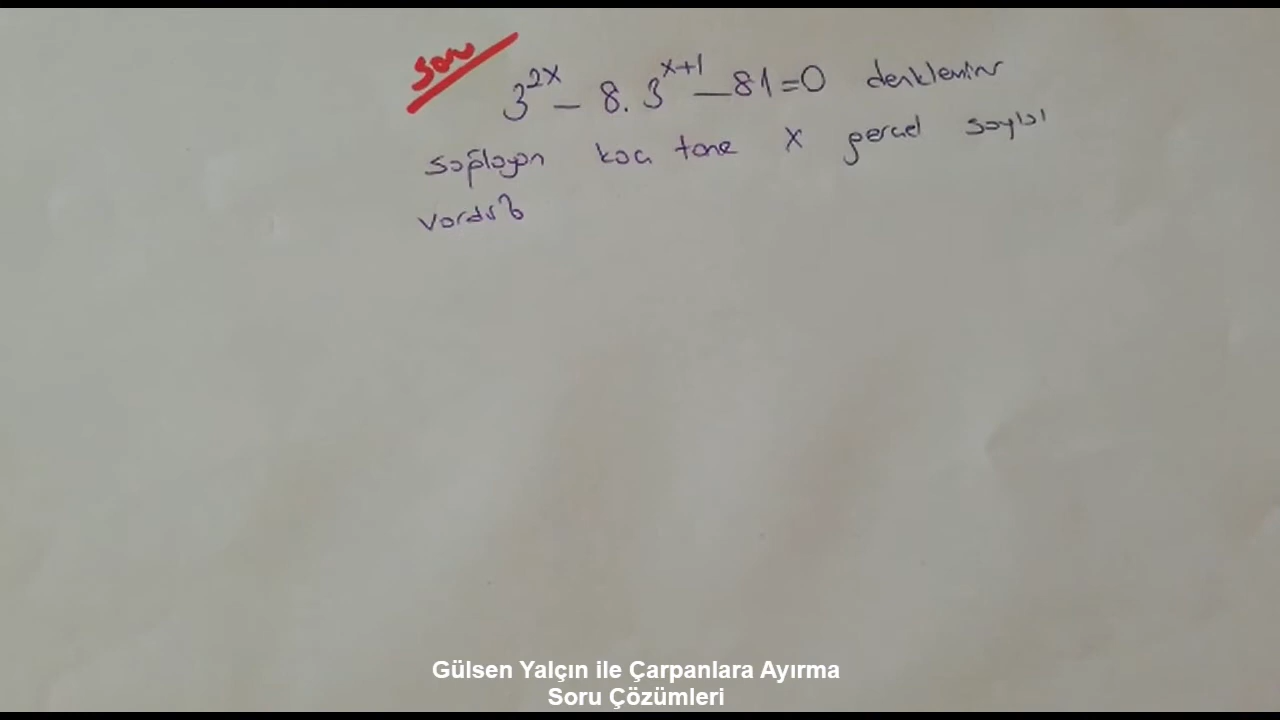 Soru
3^{2x} - 8. 3^{x+1} - 81 = 0 denklemini
sağlayan kaç tane x gerçel sayısı
vardır?
Gülsen Yalçın ile Çarpanlara Ayırma
Soru Çözümleri